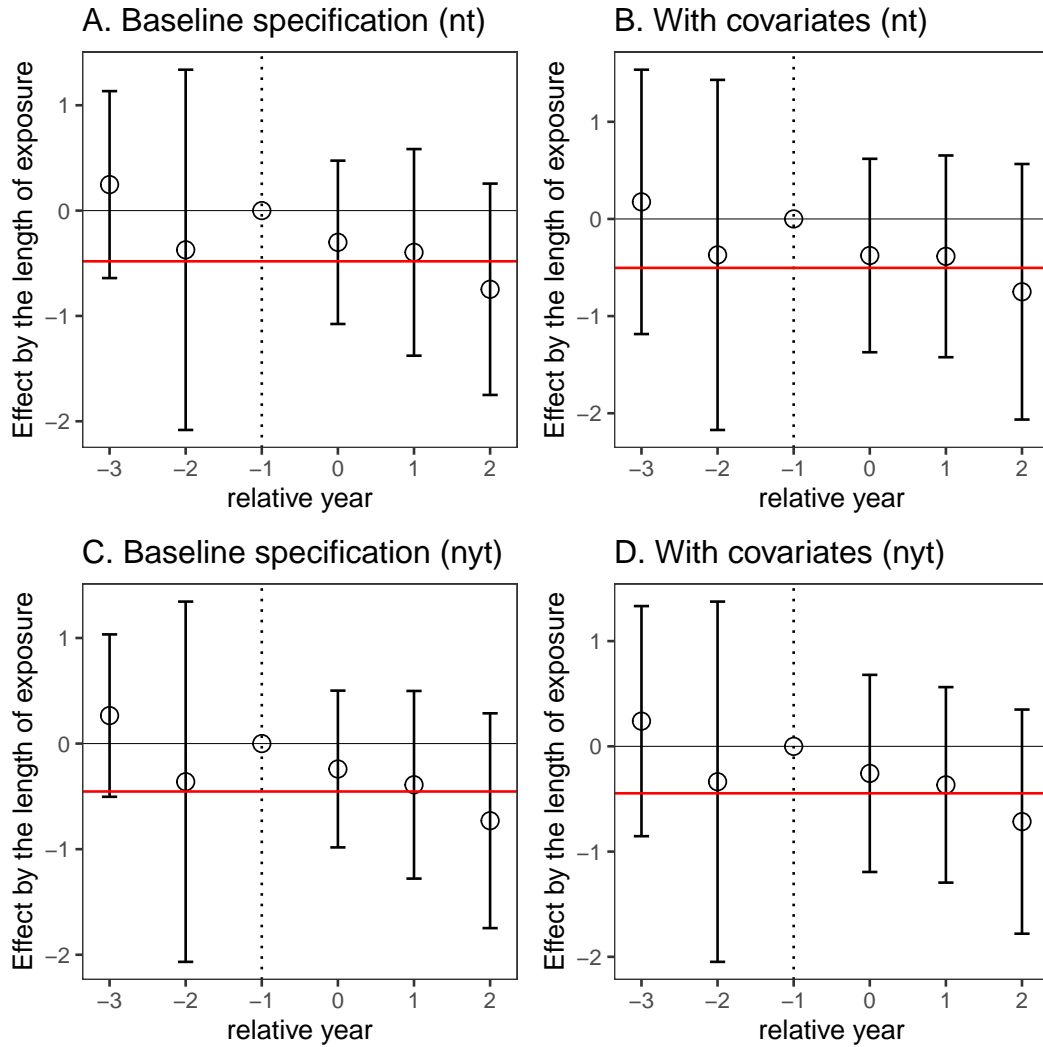 A. Baseline specification (nt)
Effect by the length of exposure
1
0
−1
−2
−3 −2 −1 0 1 2
relative year
B. With covariates (nt)
Effect by the length of exposure
1
0
−1
−2
−3 −2 −1 0 1 2
relative year
C. Baseline specification (nyt)
Effect by the length of exposure
1
0
−1
−2
−3 −2 −1 0 1 2
relative year
D. With covariates (nyt)
Effect by the length of exposure
1
0
−1
−2
−3 −2 −1 0 1 2
relative year